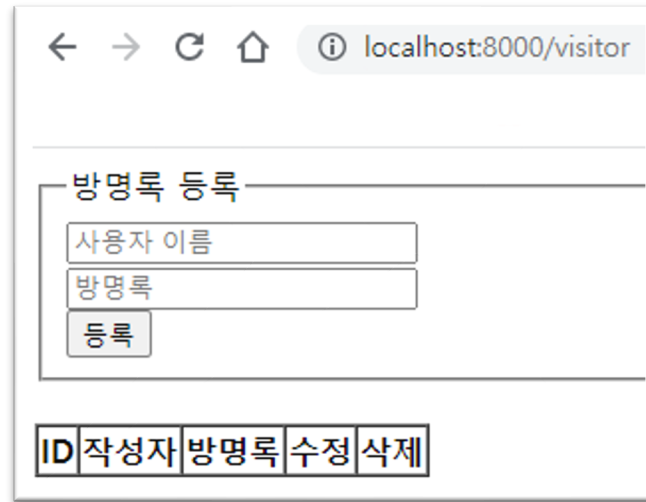 localhost:8000/visitor
방명록 등록
사용자 이름
방명록
등록
ID 작성자 방명록 수정 삭제